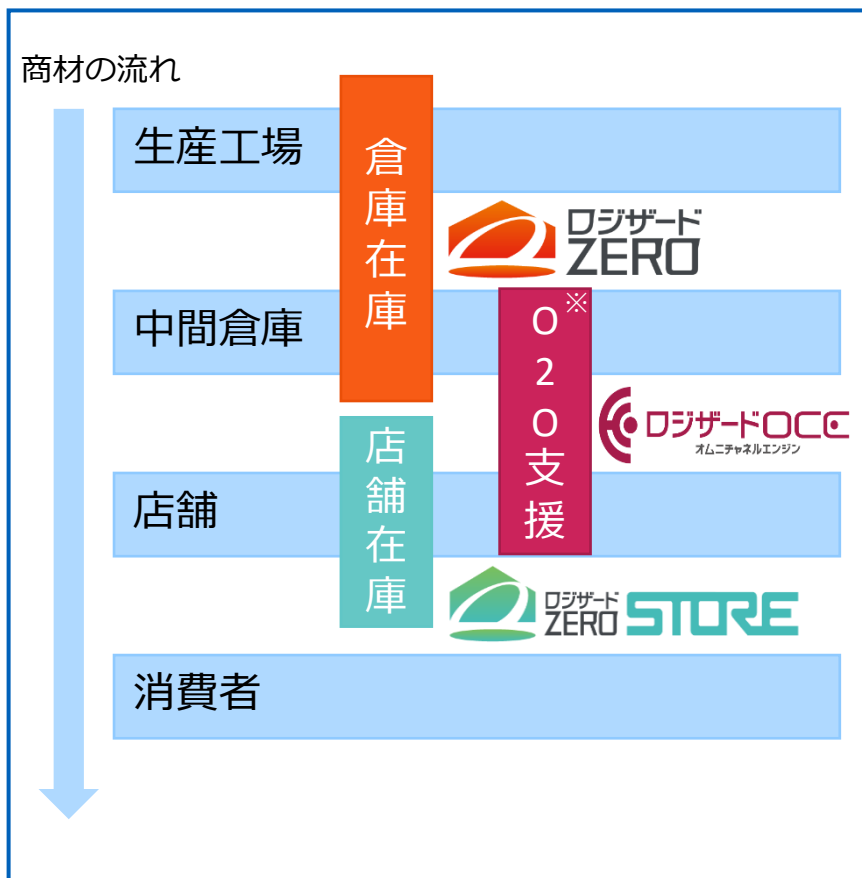 商材の流れ
生産工場
倉庫在庫
ロジザード
ZERO
中間倉庫
O2O支援
※
ロジザードOCE
オムニチャネルエンジン
店舗在庫
店舗
ロジザード
ZERO STORE
消費者